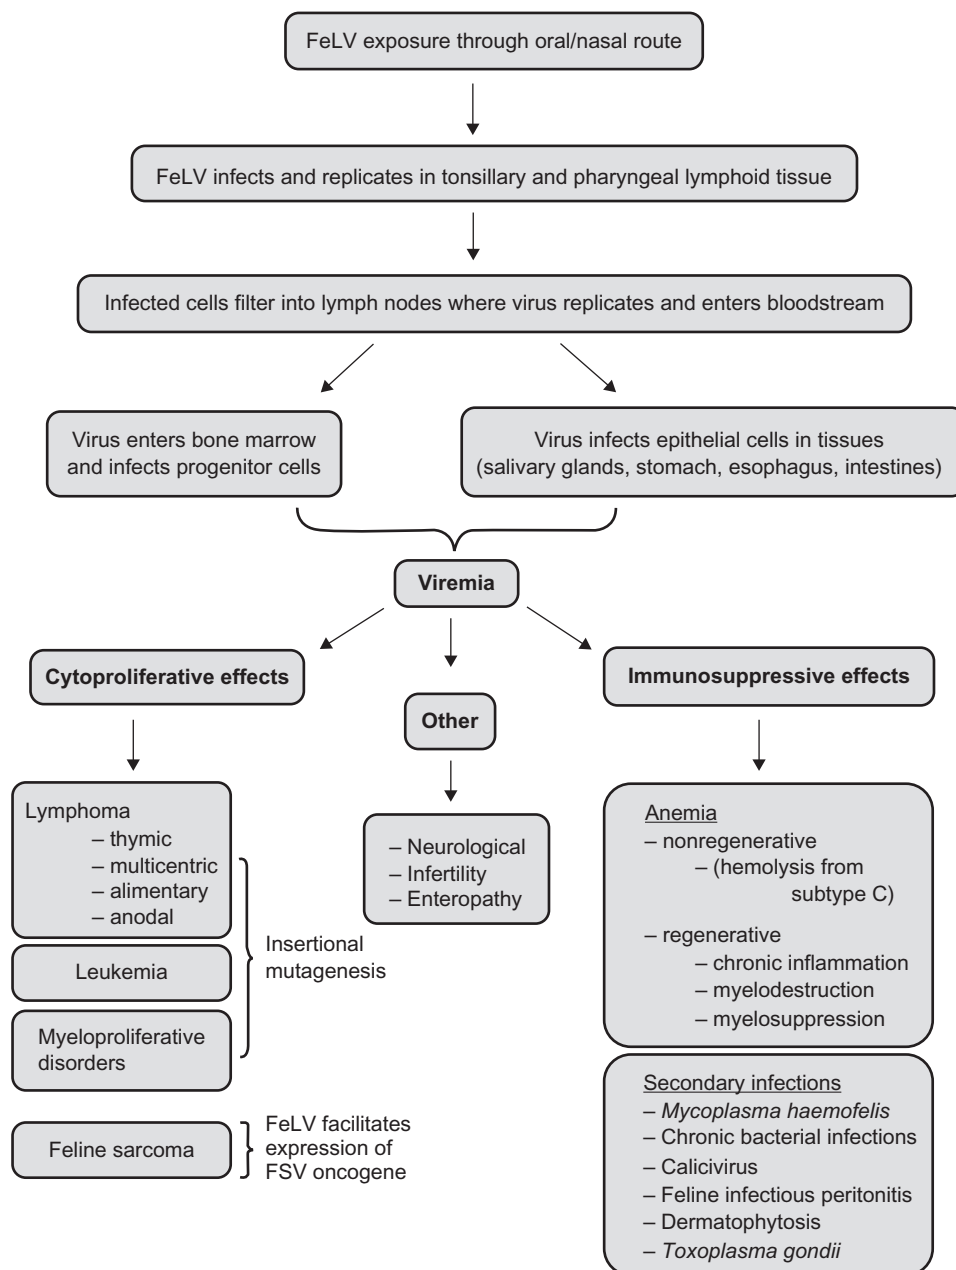 FeLV exposure through oral/nasal route
FeLV infects and replicates in tonsillary and pharyngeal lymphoid tissue
Infected cells filter into lymph nodes where virus replicates and enters bloodstream
Virus enters bone marrow
and infects progenitor cells
Virus infects epithelial cells in tissues
(salivary glands, stomach, esophagus, intestines)
Viremia
Cytoproliferative effects
Lymphoma
– thymic
– multicentric
– alimentary
– anodal
Leukemia
Myeloproliferative
disorders
Insertional
mutagenesis
Feline sarcoma
FeLV facilitates
expression of
FSV oncogene
Other
– Neurological
– Infertility
– Enteropathy
Immunosuppressive effects
Anemia
– nonregenerative
– (hemolysis from
subtype C)
– regenerative
– chronic inflammation
– myelodestruction
– myelosuppression
Secondary infections
– Mycoplasma haemofelis
– Chronic bacterial infections
– Calicivirus
– Feline infectious peritonitis
– Dermatophytosis
– Toxoplasma gondii